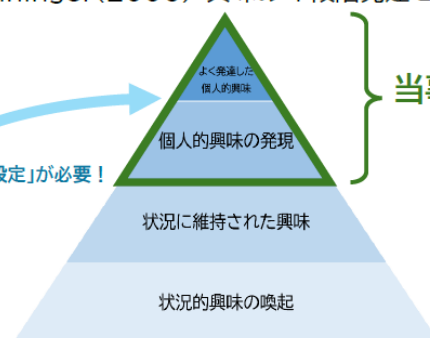 (2006)
よく発達した
個人的興味
当事
個人的興味の発現
設定」が必要！
状況に維持された興味
状況的興味の喚起